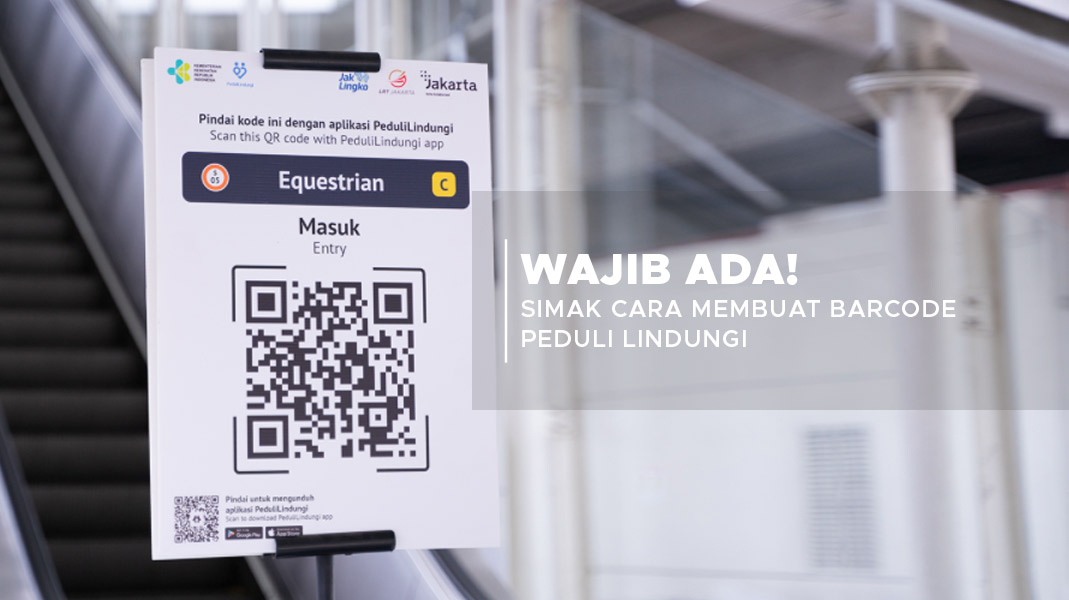 KEMENTERIAN
KESEHATAN
REPUBLIK
INDONESIA
PeduliLindungi
Jak
Lingko
LRT JAKARTA
Jakarta
Pindai kode ini dengan aplikasi PeduliLindungi
Scan this QR code with PeduliLindungi app
S
05
Equestrian
C
Masuk
Entry
WAJIB ADA!
SIMAK CARA MEMBUAT BARCODE
PEDULI LINDUNGI
Pindai untuk mengunduh
aplikasi PeduliLindungi
Scan to download PeduliLindungi app
Google Play
App Store